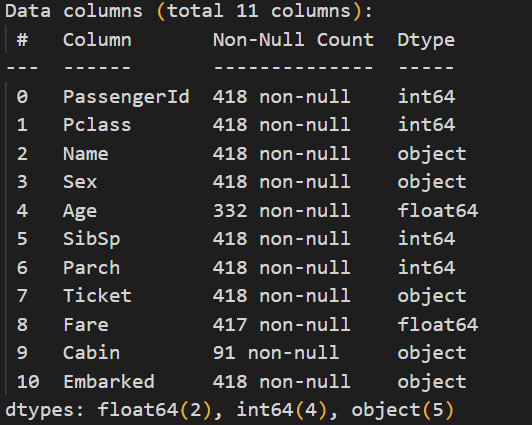 Data columns (total 11 columns):
 #   Column       Non-Null Count  Dtype
---  ------       --------------  -----
 0   PassengerId  418 non-null    int64
 1   Pclass       418 non-null    int64
 2   Name         418 non-null    object
 3   Sex          418 non-null    object
 4   Age          332 non-null    float64
 5   SibSp        418 non-null    int64
 6   Parch        418 non-null    int64
 7   Ticket       418 non-null    object
 8   Fare         417 non-null    float64
 9   Cabin        91 non-null     object
 10  Embarked     418 non-null    object
dtypes: float64(2), int64(4), object(5)